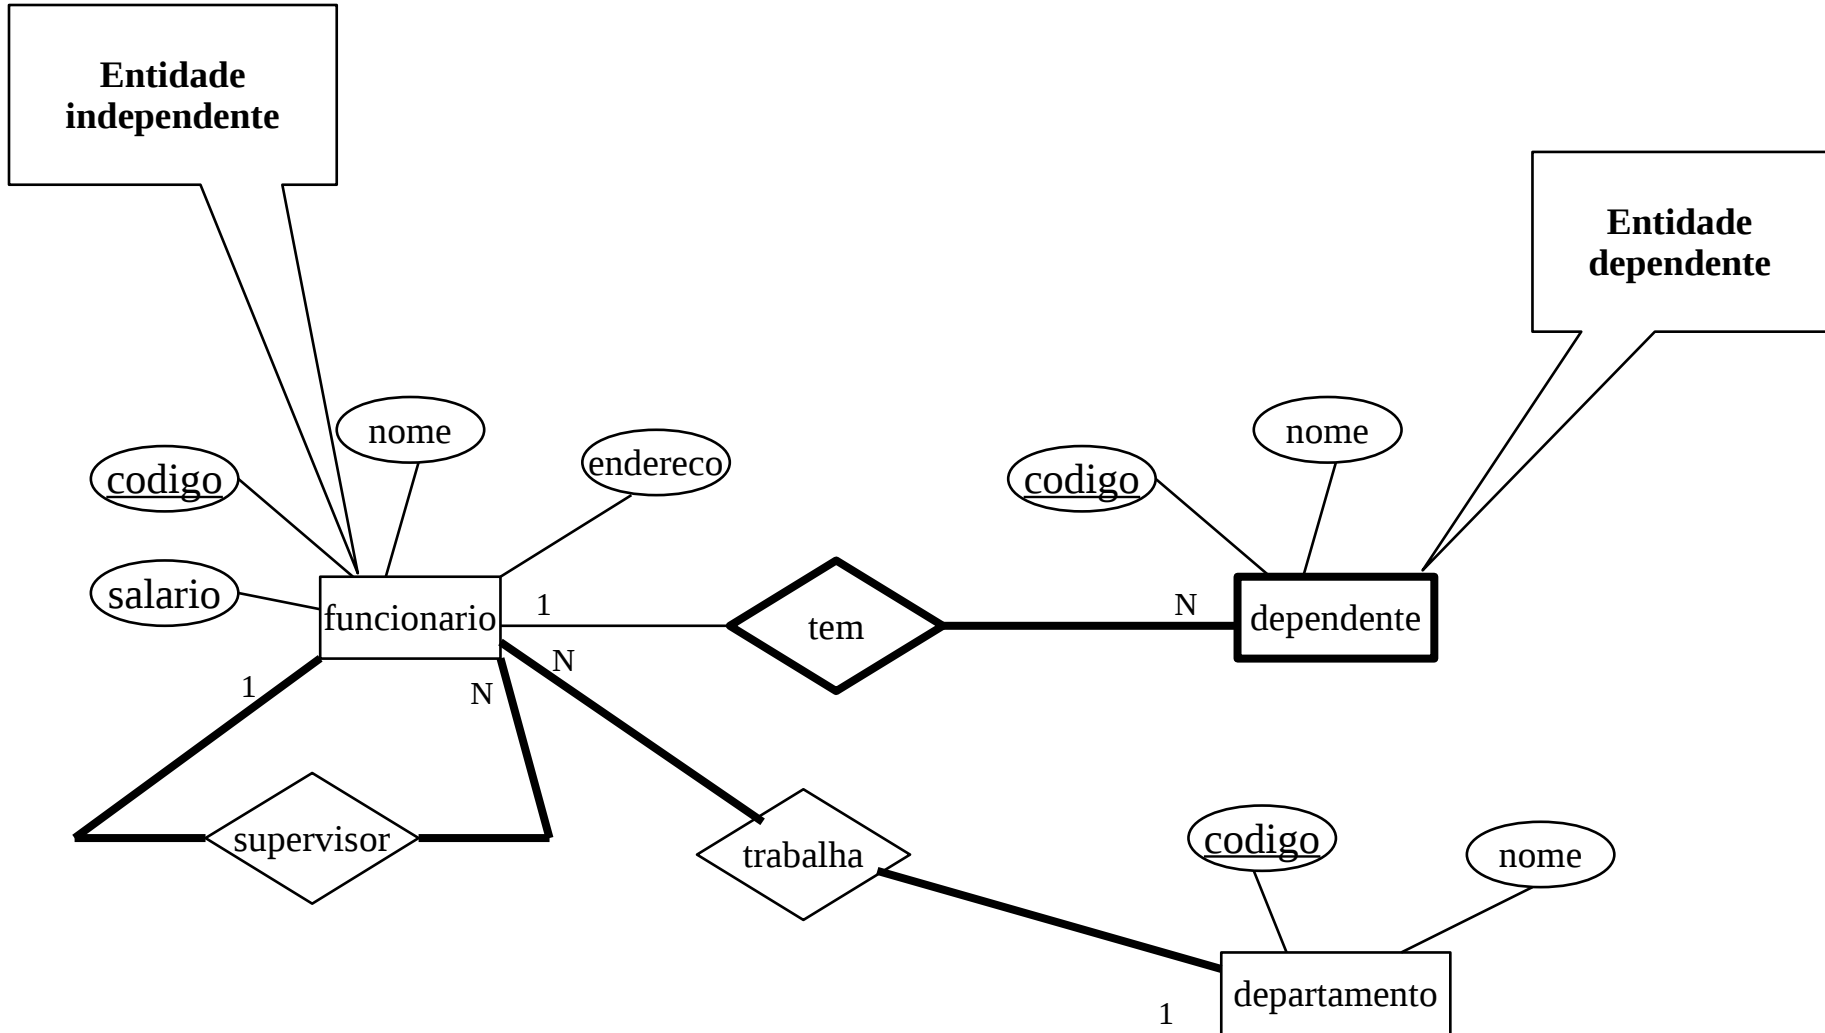 Entidade
independente
Entidade
dependente
nome
endereco
codigo
salario
nome
codigo
funcionario
1
tem
N
dependente
N
1
N
supervisor
trabalha
codigo
nome
departamento
1